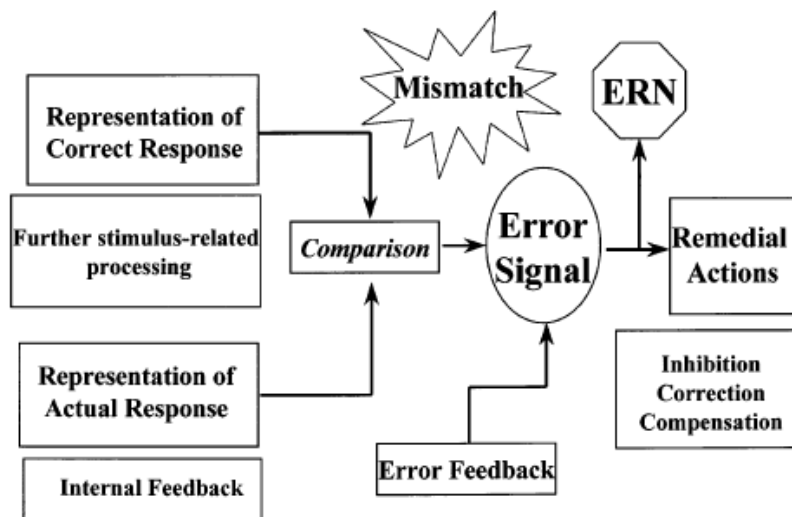 Mismatch
ERN
Representation of
Correct Response
Further stimulus-related
processing
Comparison
Error
Signal
Remedial
Actions
Representation of
Actual Response
Inhibition
Correction
Compensation
Error Feedback
Internal Feedback